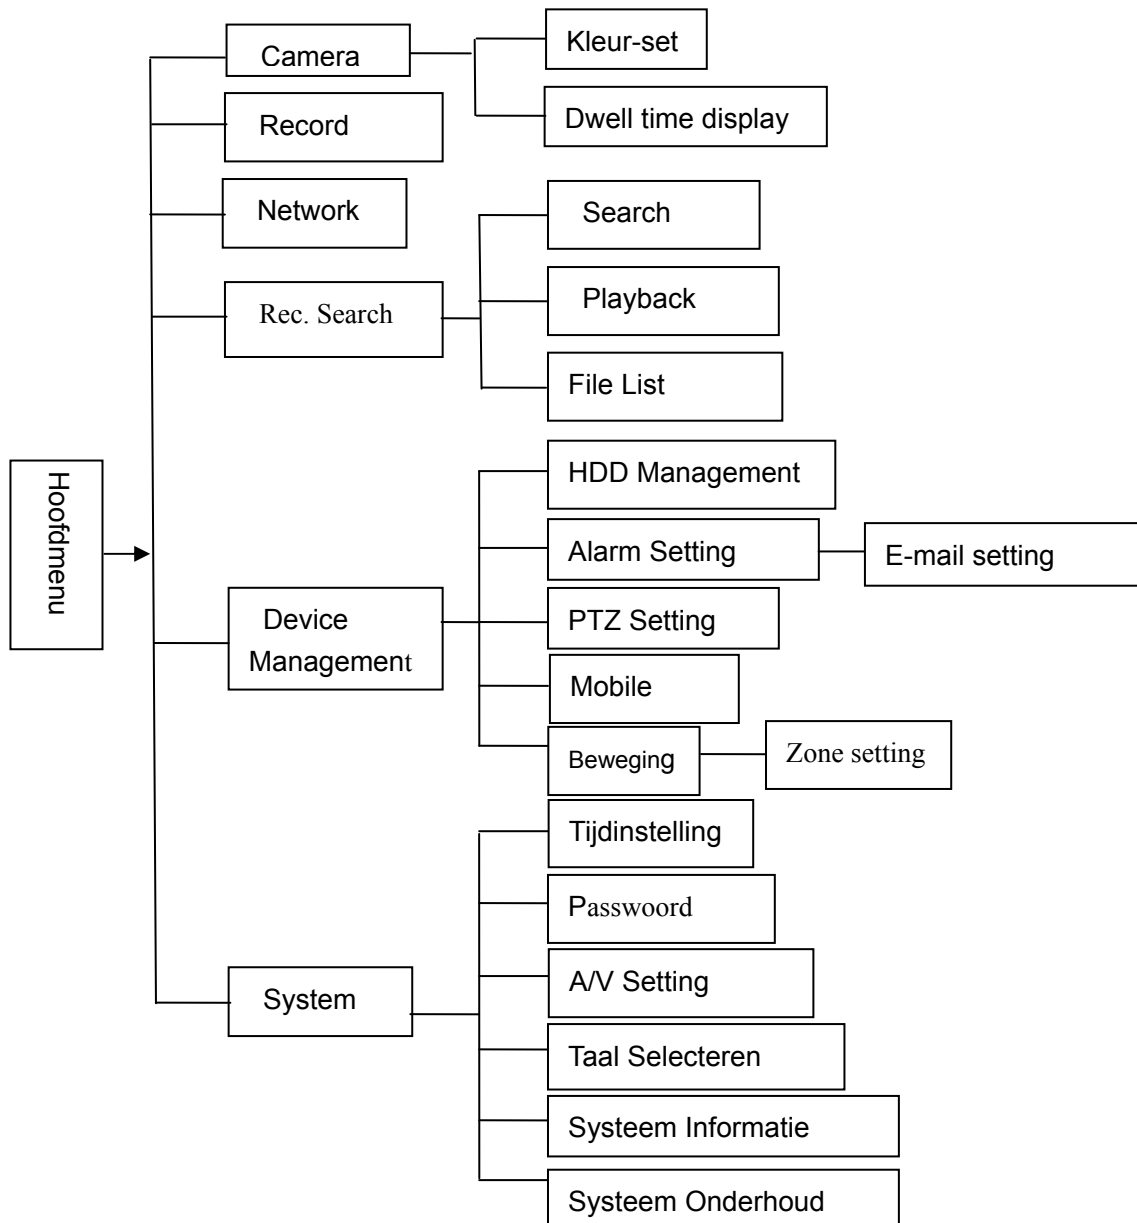 Hoofdmenu
Camera
Kleur-set
Dwell time display
Record
Network
Rec. Search
Search
Playback
File List
Device
Management
HDD Management
Alarm Setting
E-mail setting
PTZ Setting
Mobile
Beweging
Zone setting
System
Tijdinstelling
Passwoord
A/V Setting
Taal Selecteren
Systeem Informatie
Systeem Onderhoud